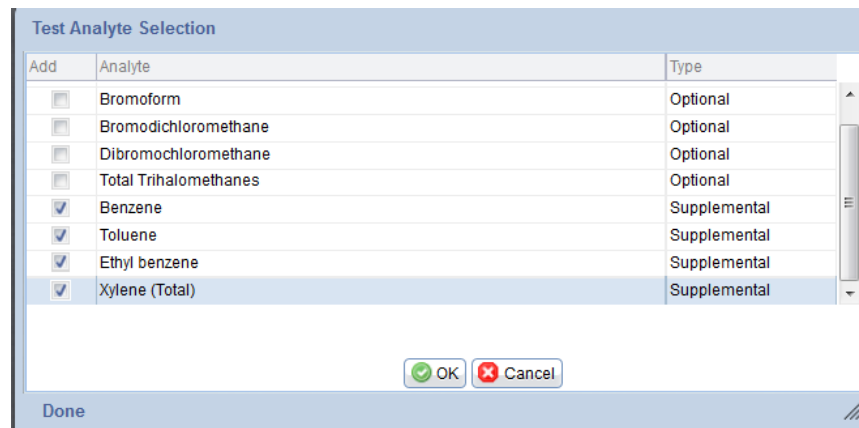 Test Analyte Selection
Add Analyte Type
Bromoform Optional
Bromodichloromethane Optional
Dibromochloromethane Optional
Total Trihalomethanes Optional
Benzene Supplemental
Toluene Supplemental
Ethyl benzene Supplemental
Xylene (Total) Supplemental
OK Cancel
Done